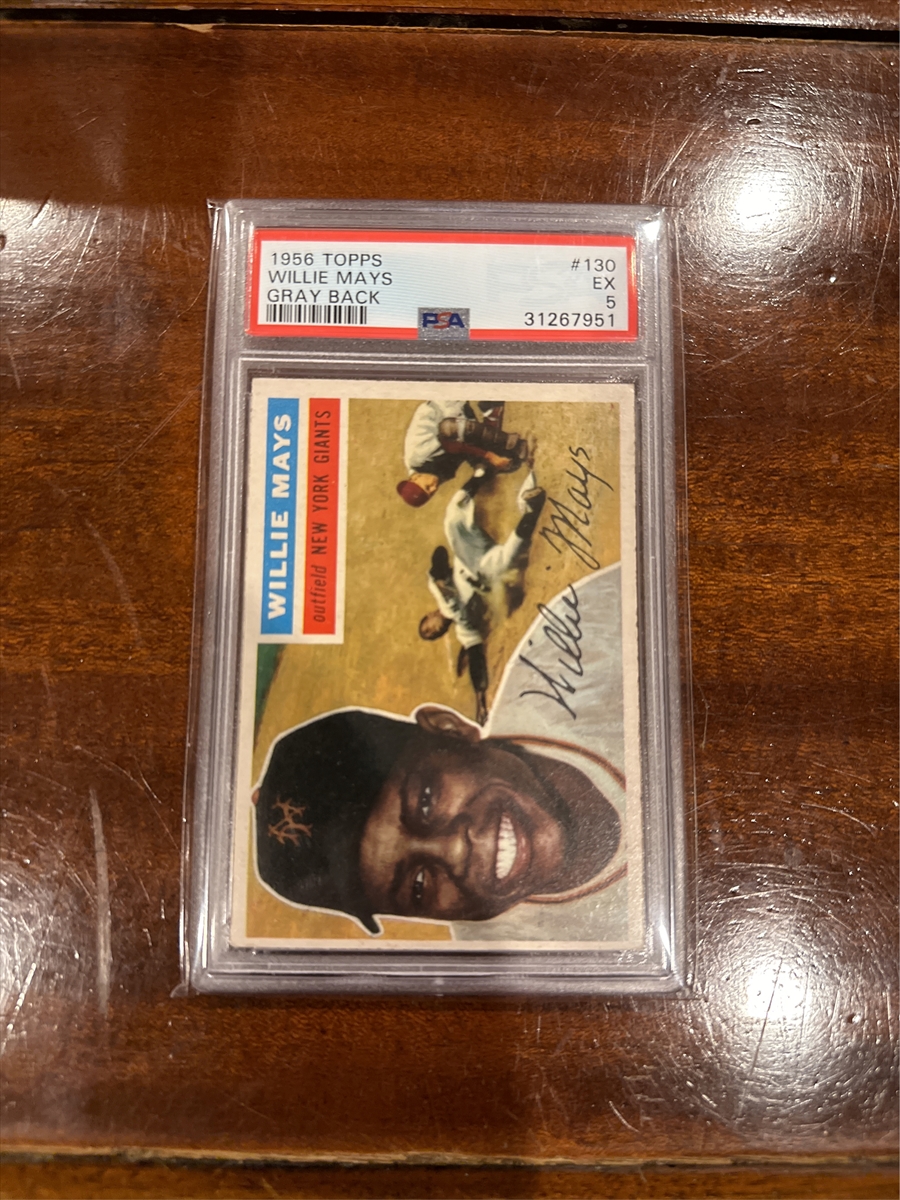 1956 TOPPS #130
WILLIE MAYS EX
GRAY BACK 5
PSA 31267951
WILLIE MAYS
outfield NEW YORK GIANTS
Willie Mays
NY